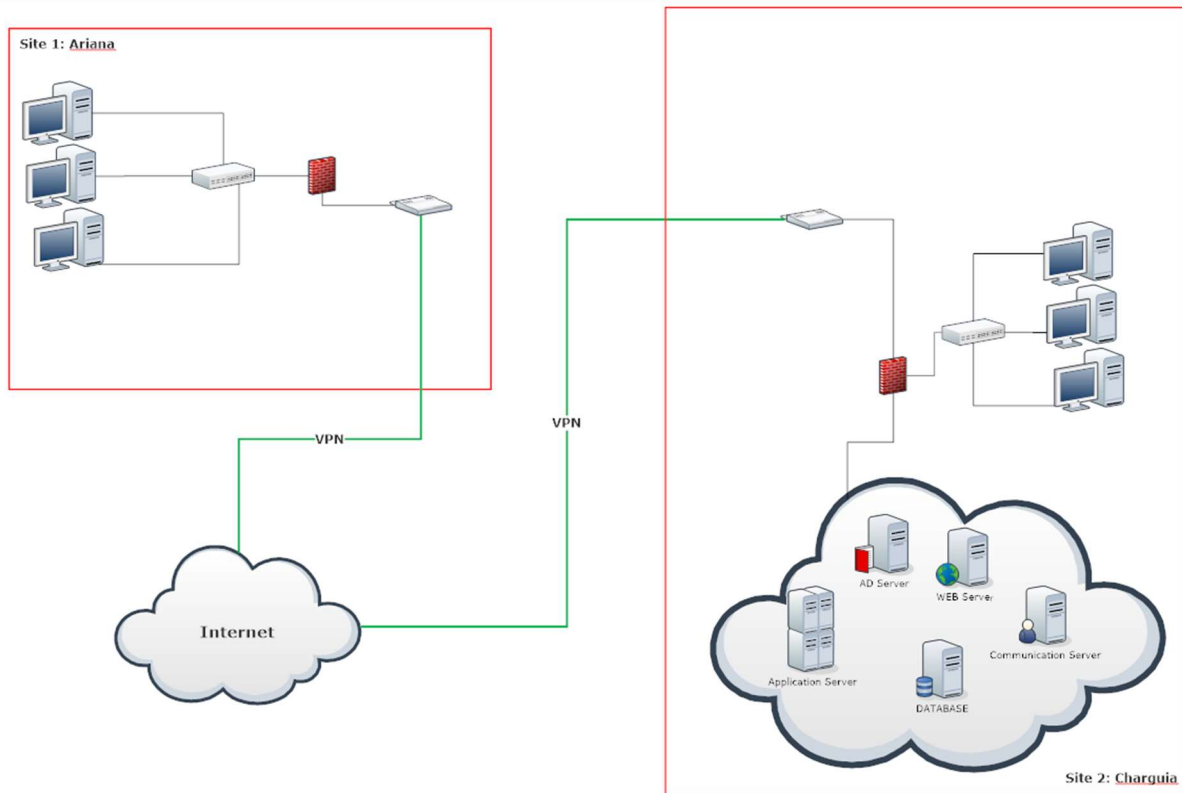 Site 1: Ariana
VPN
VPN
Internet
AD Server
WEB Server
Communication Server
Application Server
DATABASE
Site 2: Charguia